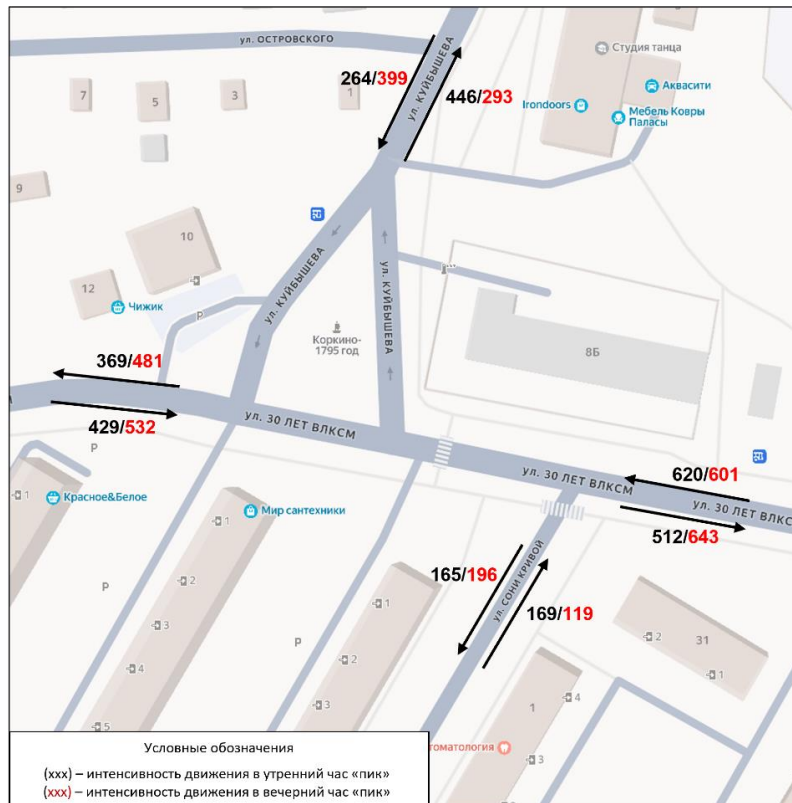 ул. ОСТРОВСКОГО
ул. КУЙБЫШЕВА
264/399
446/293
Студия танца
Аквасити
Irondoors
Мебель Ковры
Паласы
7
5
3
1
9
10
12
Чижик
P
ул. КУЙБЫШЕВА
ул. КУЙБЫШЕВА
Коркино-
1795 год
8Б
369/481
429/532
ул. 30 ЛЕТ ВЛКСМ
P
620/601
ул. 30 ЛЕТ ВЛКСМ
ул. 30 ЛЕТ ВЛКС
512/643
1
Красное&Белое
1
Мир сантехники
P
2
1
165/196
ул. СОНИ КРИВОЙ
169/119
3
P
2
2
31
1
4
3
1
4
5
томатология
3
2
Условные обозначения
(xxx) – интенсивность движения в утренний час «пик»
(xxx) – интенсивность движения в вечерний час «пик»